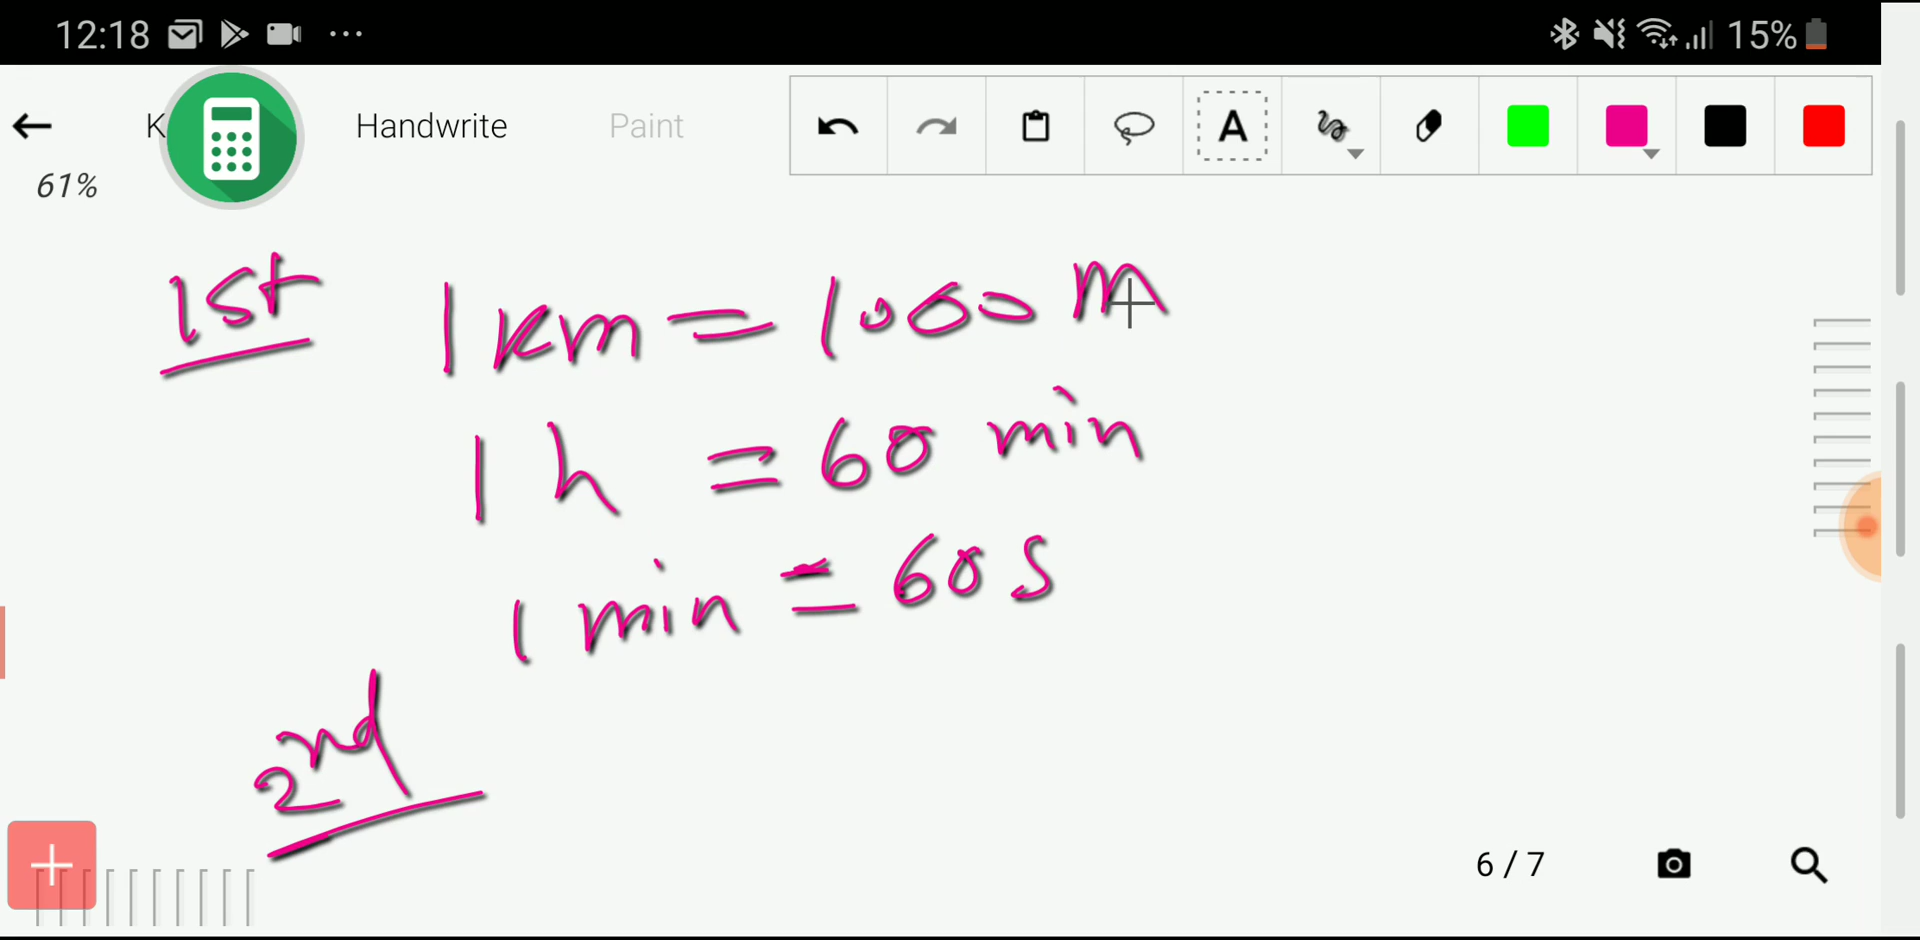 12:18 15%
K Handwrite Paint A
61%
1st 1 km = 1000 m
1 h = 60 min
1 min = 60 s
2nd
6 / 7